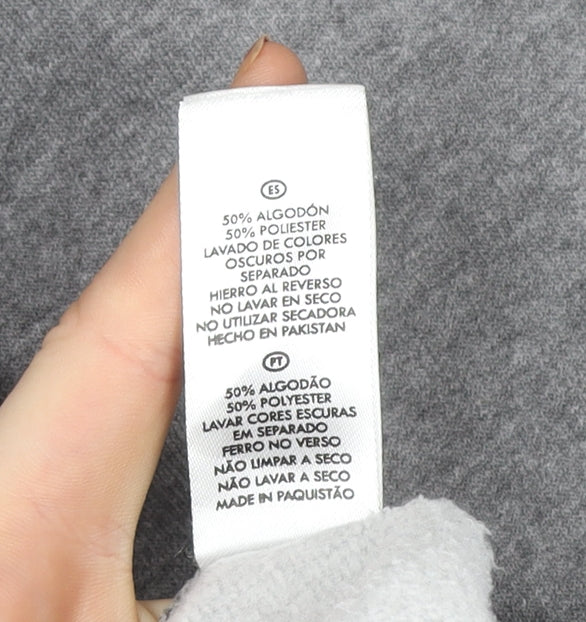 ES
50% ALGODÓN
50% POLIESTER
LAVADO DE COLORES
OSCUROS POR
SEPARADO
HIERRO AL REVERSO
NO LAVAR EN SECO
NO UTILIZAR SECADORA
HECHO EN PAKISTAN
PT
50% ALGODÃO
50% POLYESTER
LAVAR CORES ESCURAS
EM SEPARADO
FERRO NO VERSO
NÃO LIMPAR A SECO
NÃO LAVAR A SECO
MADE IN PAQUISTÃO